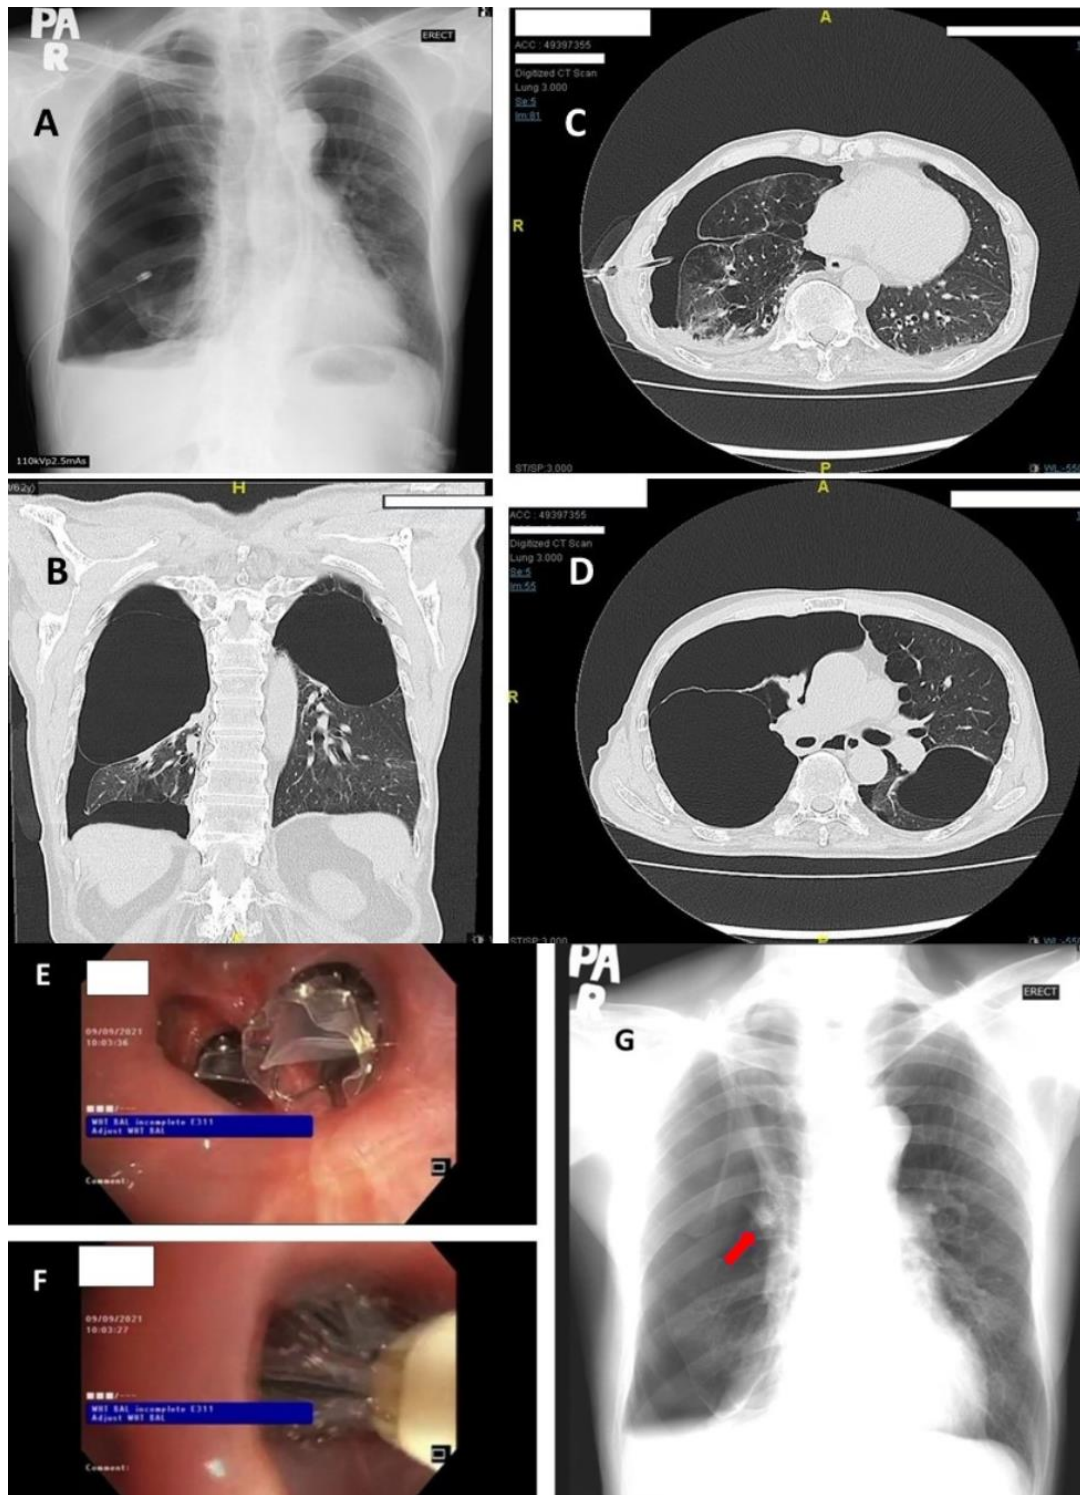 PA
R
ERECT
A
110kVp2.5mAs
A
ACC : 49397355
Digitized CT Scan
Lung 3.000
Se:5
Im:81
C
R
ST/SP:3.000
P
H
B
A
ACC : 49397355
Digitized CT Scan
Lung 3.000
Se:5
Im:55
D
R
E
09/09/2021
10:03:36
WHT BAL incomplete E311
Adjust WHT BAL
Comment:
F
09/09/2021
10:03:27
WHT BAL incomplete E311
Adjust WHT BAL
Comment:
PA
R
ERECT
G